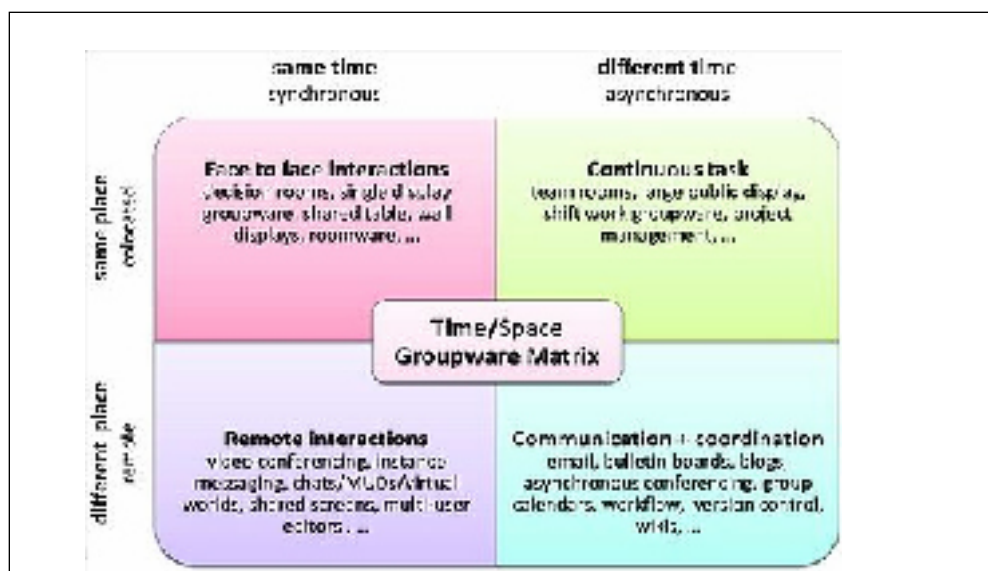 same time
synchronous
different time
asynchronous
same place
colocated
Face to face interactions
decision rooms, single display
groupware, shared table, wall
displays, roomware, ...
Continuous task
team rooms, large public display,
shift work groupware, project
management, ...
Time/Space
Groupware Matrix
different place
remote
Remote interactions
video conferencing, instance
messaging, chats/MUDs/virtual
worlds, shared screens, multi-user
editors, ...
Communication + coordination
email, bulletin boards, blogs,
asynchronous conferencing, group
calendars, workflow, version control,
wikis, ...